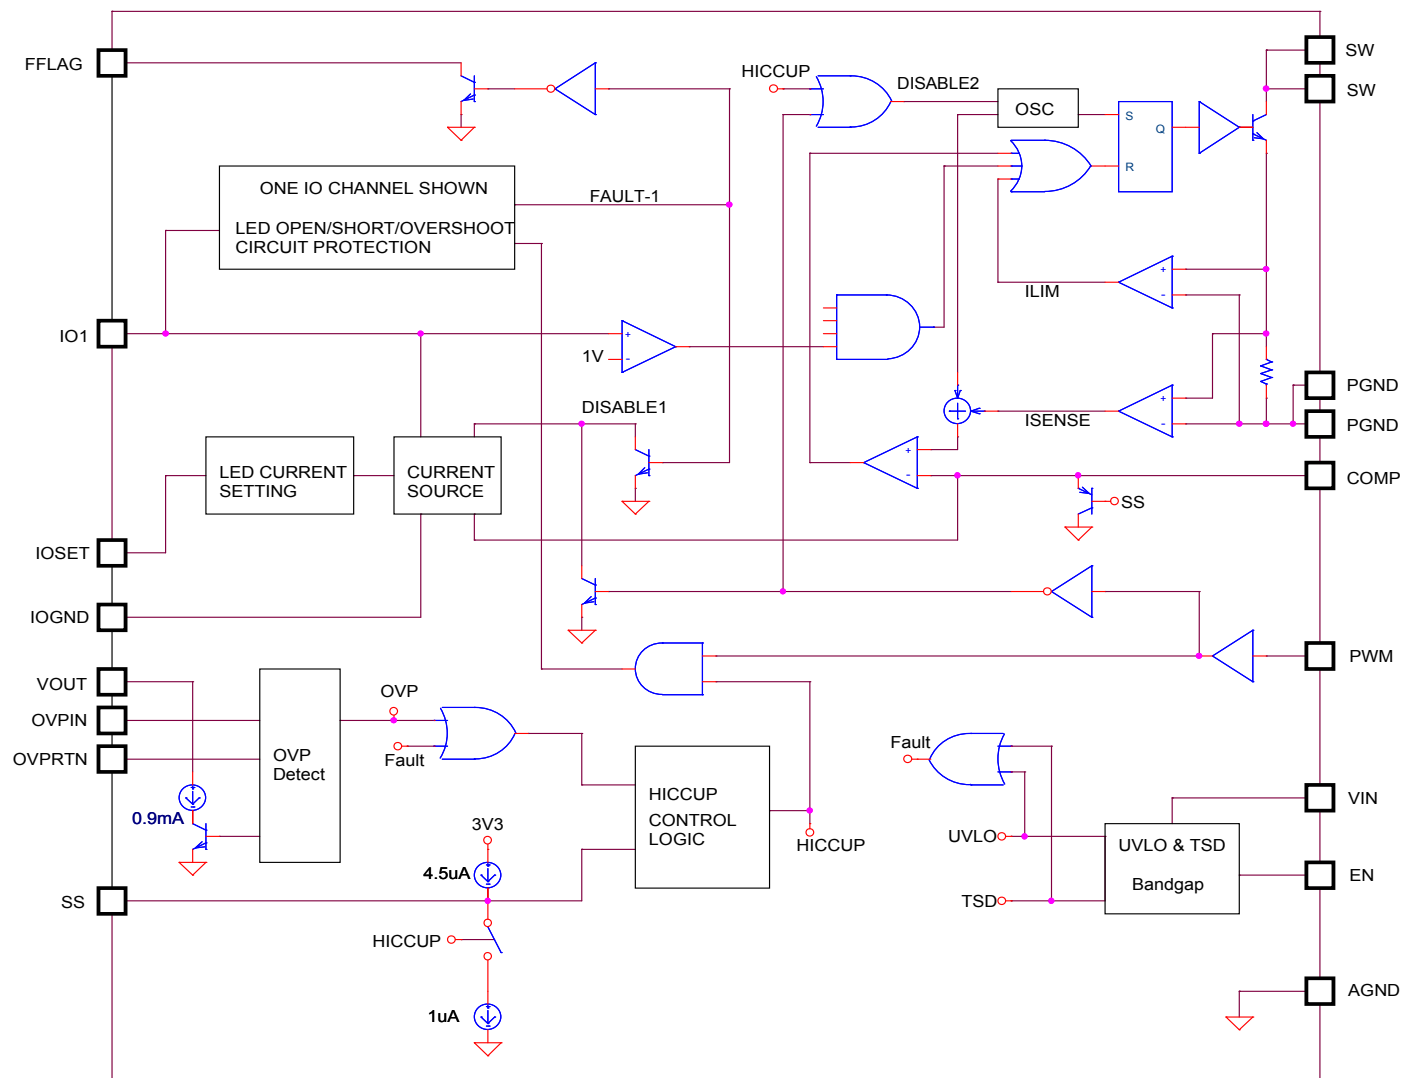 FFLAG
HICCUP
DISABLE2
SW
SW
OSC
S
Q
R
ONE IO CHANNEL SHOWN
LED OPEN/SHORT/OVERSHOOT
CIRCUIT PROTECTION
FAULT-1
ILIM
+
-
IO1
+
1V
-
DISABLE1
ISENSE
+
-
PGND
PGND
LED CURRENT
SETTING
CURRENT
SOURCE
+
-
COMP
SS
IOSET
IOGND
PWM
VOUT
OVPIN
OVPRTN
OVP
Fault
OVP
Detect
0.9mA
HICCUP
CONTROL
LOGIC
HICCUP
Fault
UVLO
TSD
UVLO & TSD
Bandgap
VIN
EN
3V3
4.5uA
SS
HICCUP
1uA
AGND